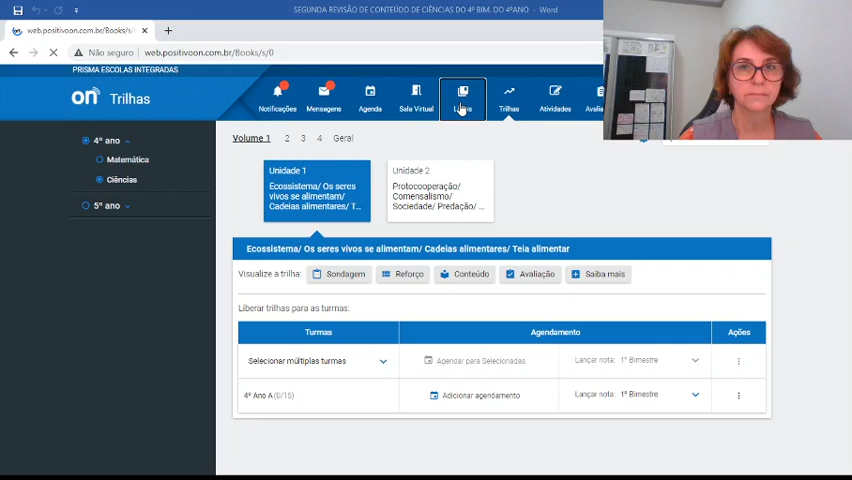 SEGUNDA REVISÃO DE CONTEÚDO DE CIÊNCIAS DO 4º BIM. DO 4ºANO - Word
web.positivoon.com.br/Books/s/
Não seguro
web.positivoon.com.br/Books/s/0
PRISMA ESCOLAS INTEGRADAS
on Trilhas
Notificações
Mensagens
Agenda
Sala Virtual
Livros
Trilhas
Atividades
Avalia
4º ano
Matemática
Ciências
5º ano
Volume 1 2 3 4 Geral
Unidade 1
Ecossistema/ Os seres
vivos se alimentam/
Cadeias alimentares/ T...
Unidade 2
Protocooperação/
Comensalismo/
Sociedade/ Predação/ ...
Ecossistema/ Os seres vivos se alimentam/ Cadeias alimentares/ Teia alimentar
Visualize a trilha: Sondagem Reforço Conteúdo Avaliação Saiba mais
Liberar trilhas para as turmas:
Turmas Agendamento Ações
Selecionar múltiplas turmas Agendar para Selecionadas Lançar nota: 1º Bimestre
4º Ano A (0/15) Adicionar agendamento Lançar nota: 1º Bimestre